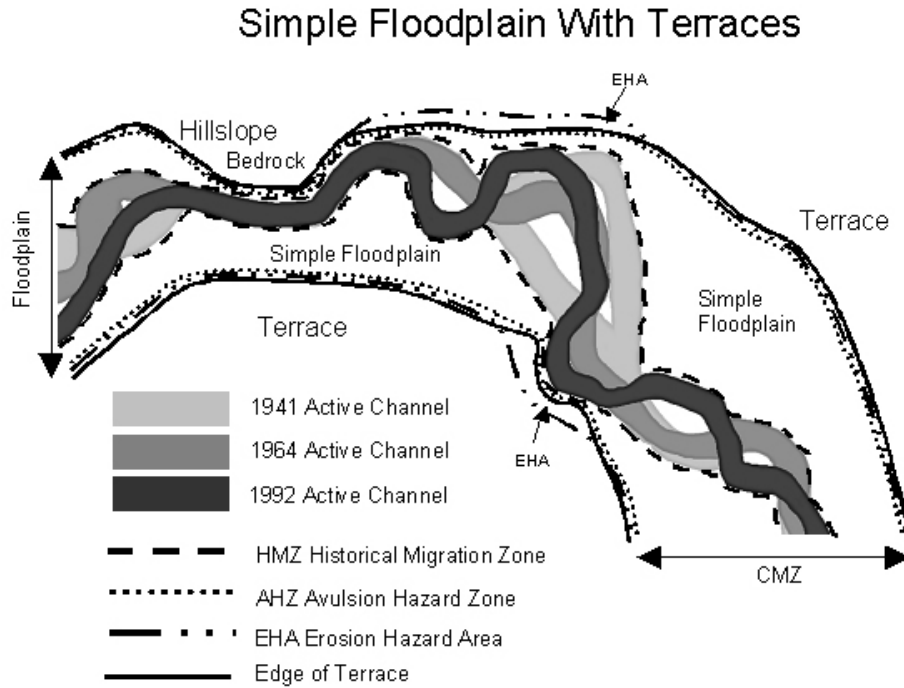 Simple Floodplain With Terraces
EHA
Hillslope
Bedrock
Floodplain
Simple Floodplain
Terrace
Terrace
Simple
Floodplain
EHA
CMZ
1941 Active Channel
1964 Active Channel
1992 Active Channel
HMZ Historical Migration Zone
AHZ Avulsion Hazard Zone
EHA Erosion Hazard Area
Edge of Terrace